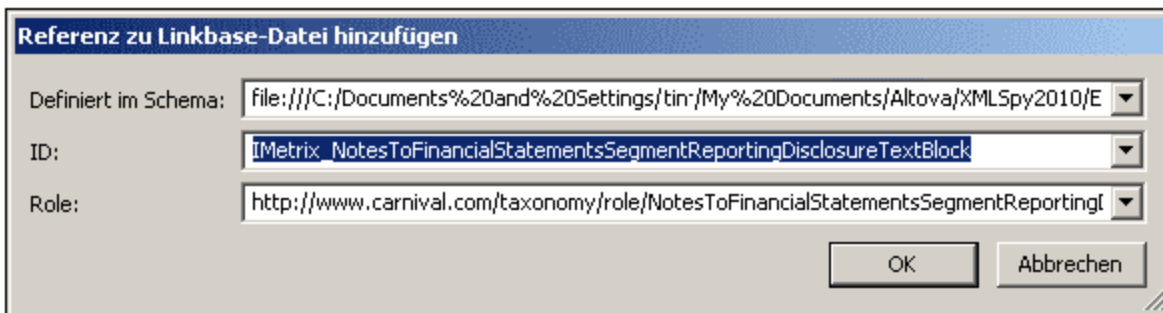 Referenz zu Linkbase-Datei hinzufügen
Definiert im Schema: file:///C:/Documents%20and%20Settings/tin-/My%20Documents/Altova/XMLSpy2010/E
ID: IMetrix_NotesToFinancialStatementsSegmentReportingDisclosureTextBlock
Role: http://www.carnival.com/taxonomy/role/NotesToFinancialStatementsSegmentReporting
OK Abbrechen